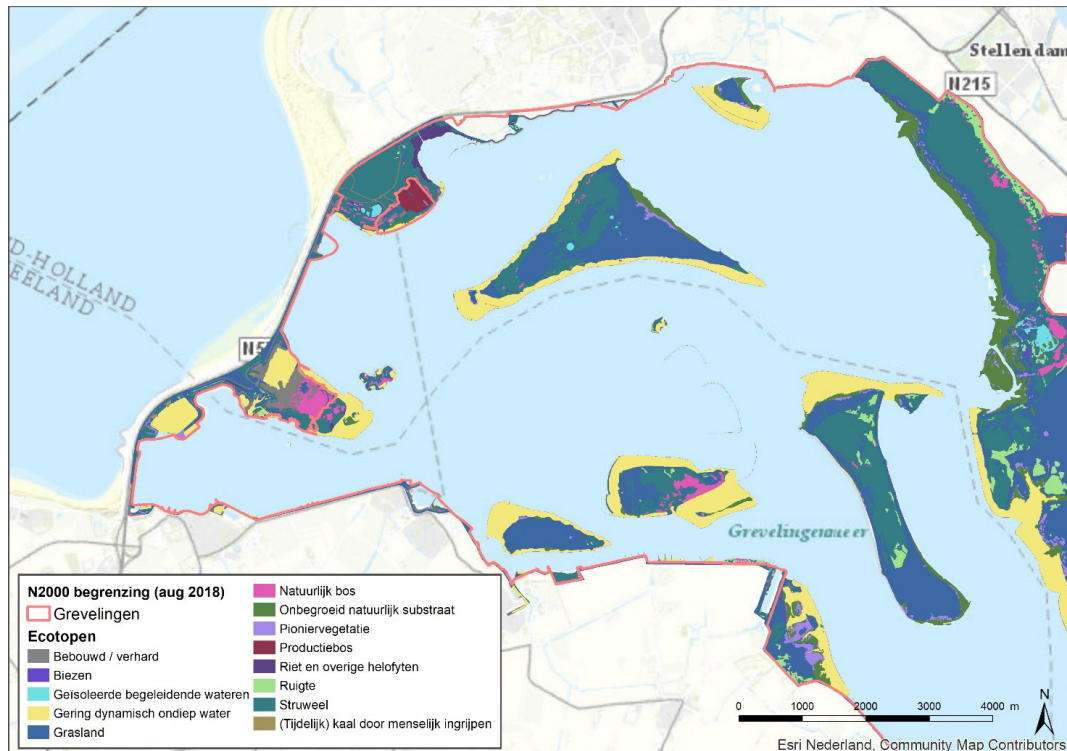 Stellendam
N215
D-HOLLAND
EELAND
N5
Grevelingenmeer
N2000 begrenzing (aug 2018)
Grevelingen
Ecotopen
Bebouwd / verhard
Biezen
Geïsoleerde begeleidende wateren
Gering dynamisch ondiep water
Grasland
Natuurlijk bos
Onbegroeid natuurlijk substraat
Pioniervegetatie
Productiebos
Riet en overige helofyten
Ruigte
Struweel
(Tijdelijk) kaal door menselijk ingrijpen
N
0 1000 2000 3000 4000 m
Esri Nederland, Community Map Contributors